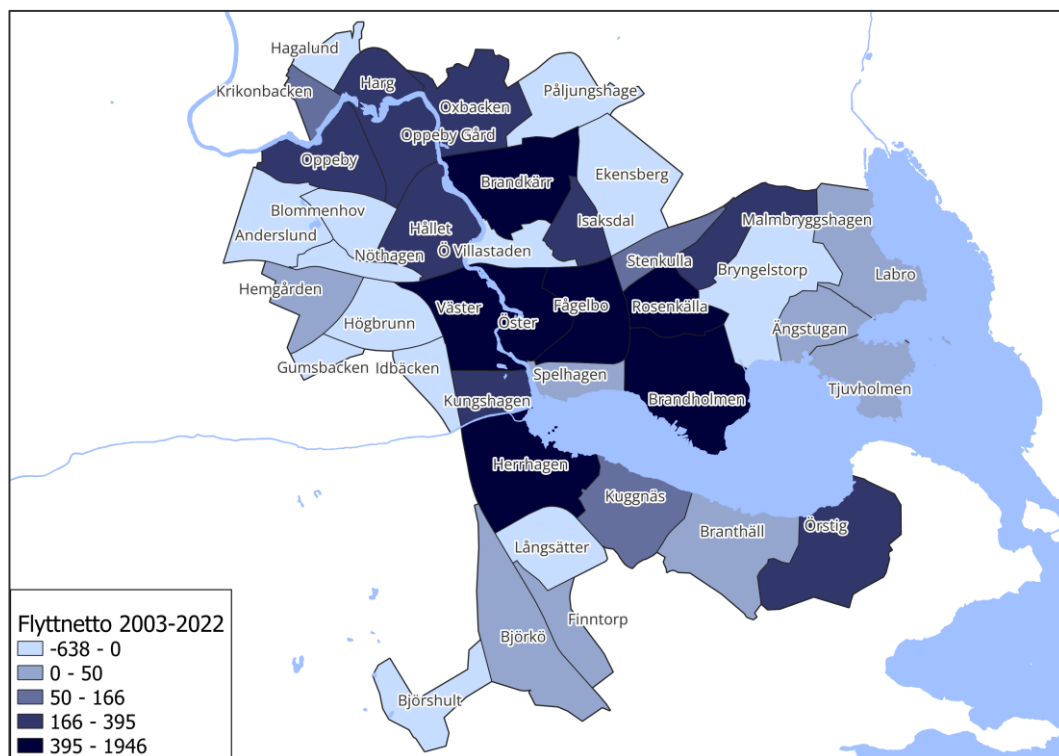 Hagalund
Krikonbacken
Harg
Oxbacken
Påljungshage
Oppeby Gård
Oppeby
Brandkärr
Ekensberg
Blommenhov
Anderslund
Hållet
Isaksdal
Malmbryggshagen
Nöthagen
Ö Villastaden
Stenkulla
Bryngelstorp
Labro
Hemgården
Väster
Öster
Fågelbo
Rosenkälla
Högbrunn
Ängstugan
Gumsbacken
Idbäcken
Spelhagen
Tjuvholmen
Kungshagen
Brandholmen
Herrhagen
Kuggnäs
Branthäll
Örstig
Långsätter
Finntorp
Björkö
Björshult
Flyttnetto 2003-2022
-638 - 0
0 - 50
50 - 166
166 - 395
395 - 1946